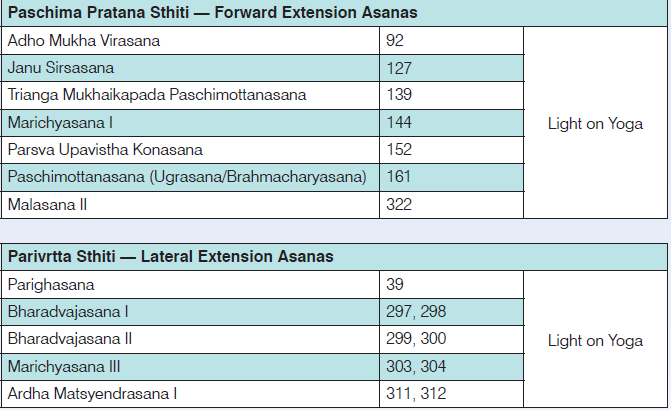 Paschima Pratana Sthiti — Forward Extension Asanas
Adho Mukha Virasana 92
Janu Sirsasana 127
Trianga Mukhaikapada Paschimottanasana 139
Marichyasana I 144 Light on Yoga
Parsva Upavistha Konasana 152
Paschimottanasana (Ugrasana/Brahmacharyasana) 161
Malasana II 322
Parivrtta Sthiti — Lateral Extension Asanas
Parighasana 39
Bharadvajasana I 297, 298
Bharadvajasana II 299, 300 Light on Yoga
Marichyasana III 303, 304
Ardha Matsyendrasana I 311, 312